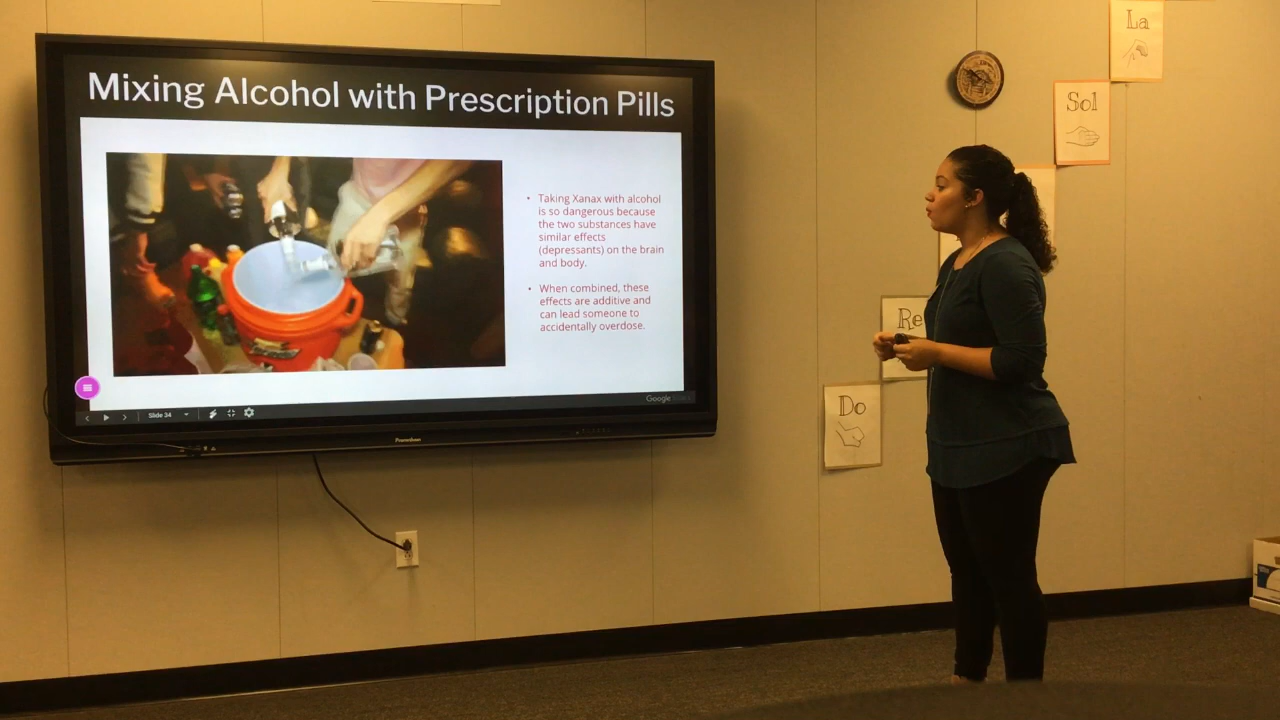 Mixing Alcohol with Prescription Pills
• Taking Xanax with alcohol
is so dangerous because
the two substances have
similar effects
(depressants) on the brain
and body.
• When combined, these
effects are additive and
can lead someone to
accidentally overdose.
Slide 34
Google Slides
Promethean
La
Sol
Re
Do